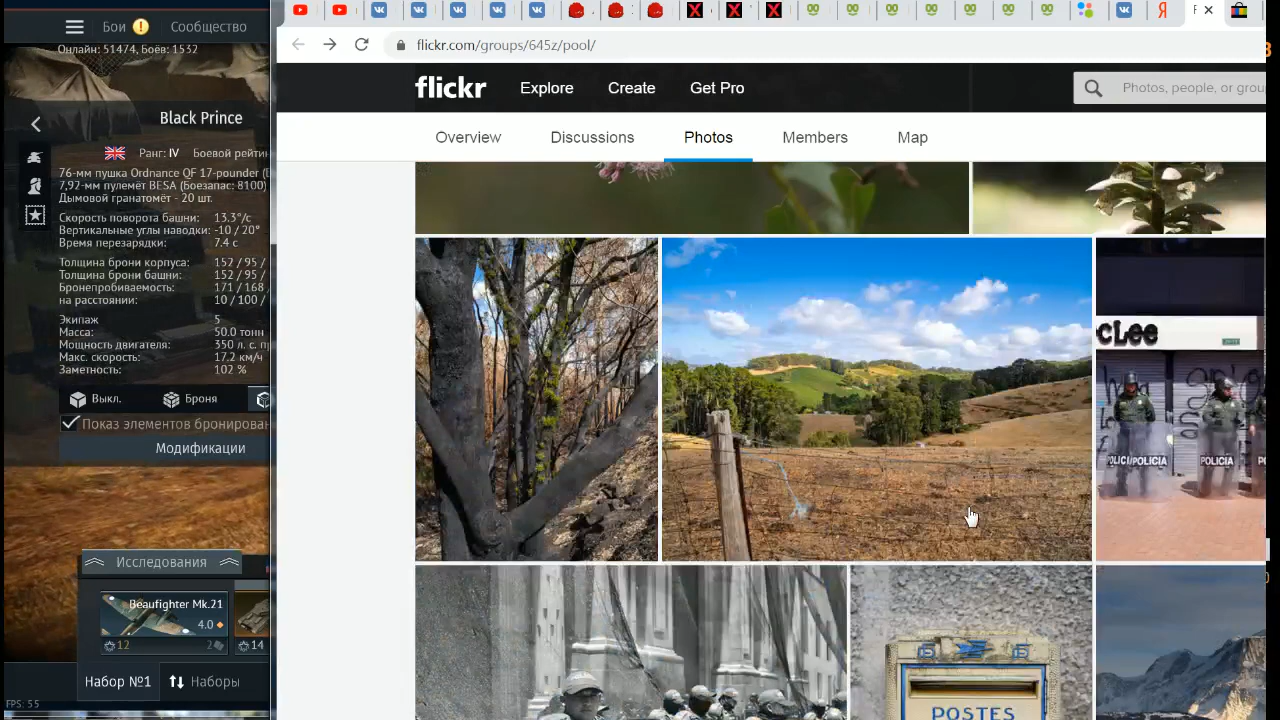 Бои
Сообщество
Онлайн: 51474, Боёв: 1532
Black Prince
Ранг: IV Боевой рейти
76-мм пушка Ordnance QF 17-pounder (
7,92-мм пулемёт BESA (Боезапас: 8100)
Дымовой гранатомёт - 20 шт.
Скорость поворота башни: 13.3°/с
Вертикальные углы наводки: -10 / 20°
Время перезарядки: 7.4 с
Толщина брони корпуса: 152 / 95 /
Толщина брони башни: 152 / 95 /
Бронепробиваемость: 171 / 168 /
на расстоянии: 10 / 100 /
Экипаж 5
Масса: 50.0 тонн
Мощность двигателя: 350 л. с. п
Макс. скорость: 17,2 км/ч
Заметность: 102 %
Выкл.
Броня
Показ элементов бронирован
Модификации
Исследования
Beaufighter Mk.21
4.0
12
2
14
Набор №1
Наборы
FPS: 55
flickr.com/groups/645z/pool/
flickr
Explore
Create
Get Pro
Photos, people, or grou
Overview
Discussions
Photos
Members
Map
CLee
POLICIA
POLICIA
POLICIA
POSTES